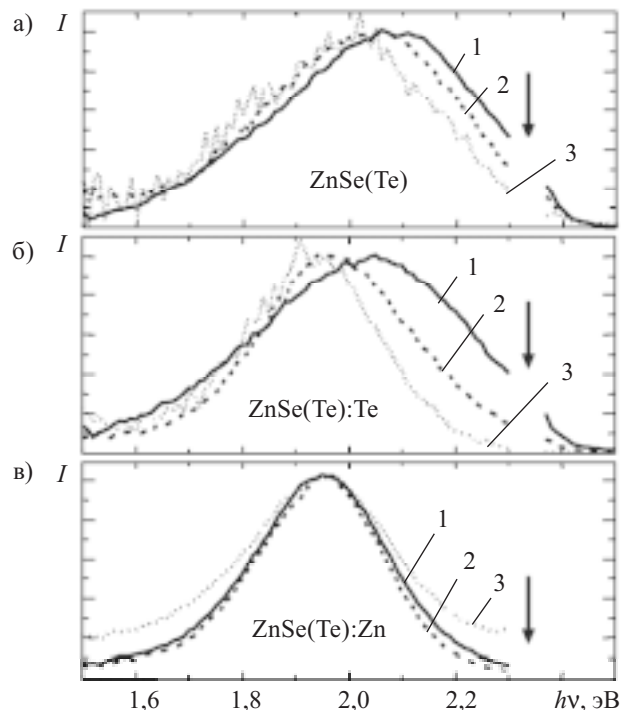 а) I
1
2
3
ZnSe(Te)
б) I
1
2
3
ZnSe(Te):Te
в) I
1
2
3
ZnSe(Te):Zn
1,6 1,8 2,0 2,2 hν, эВ